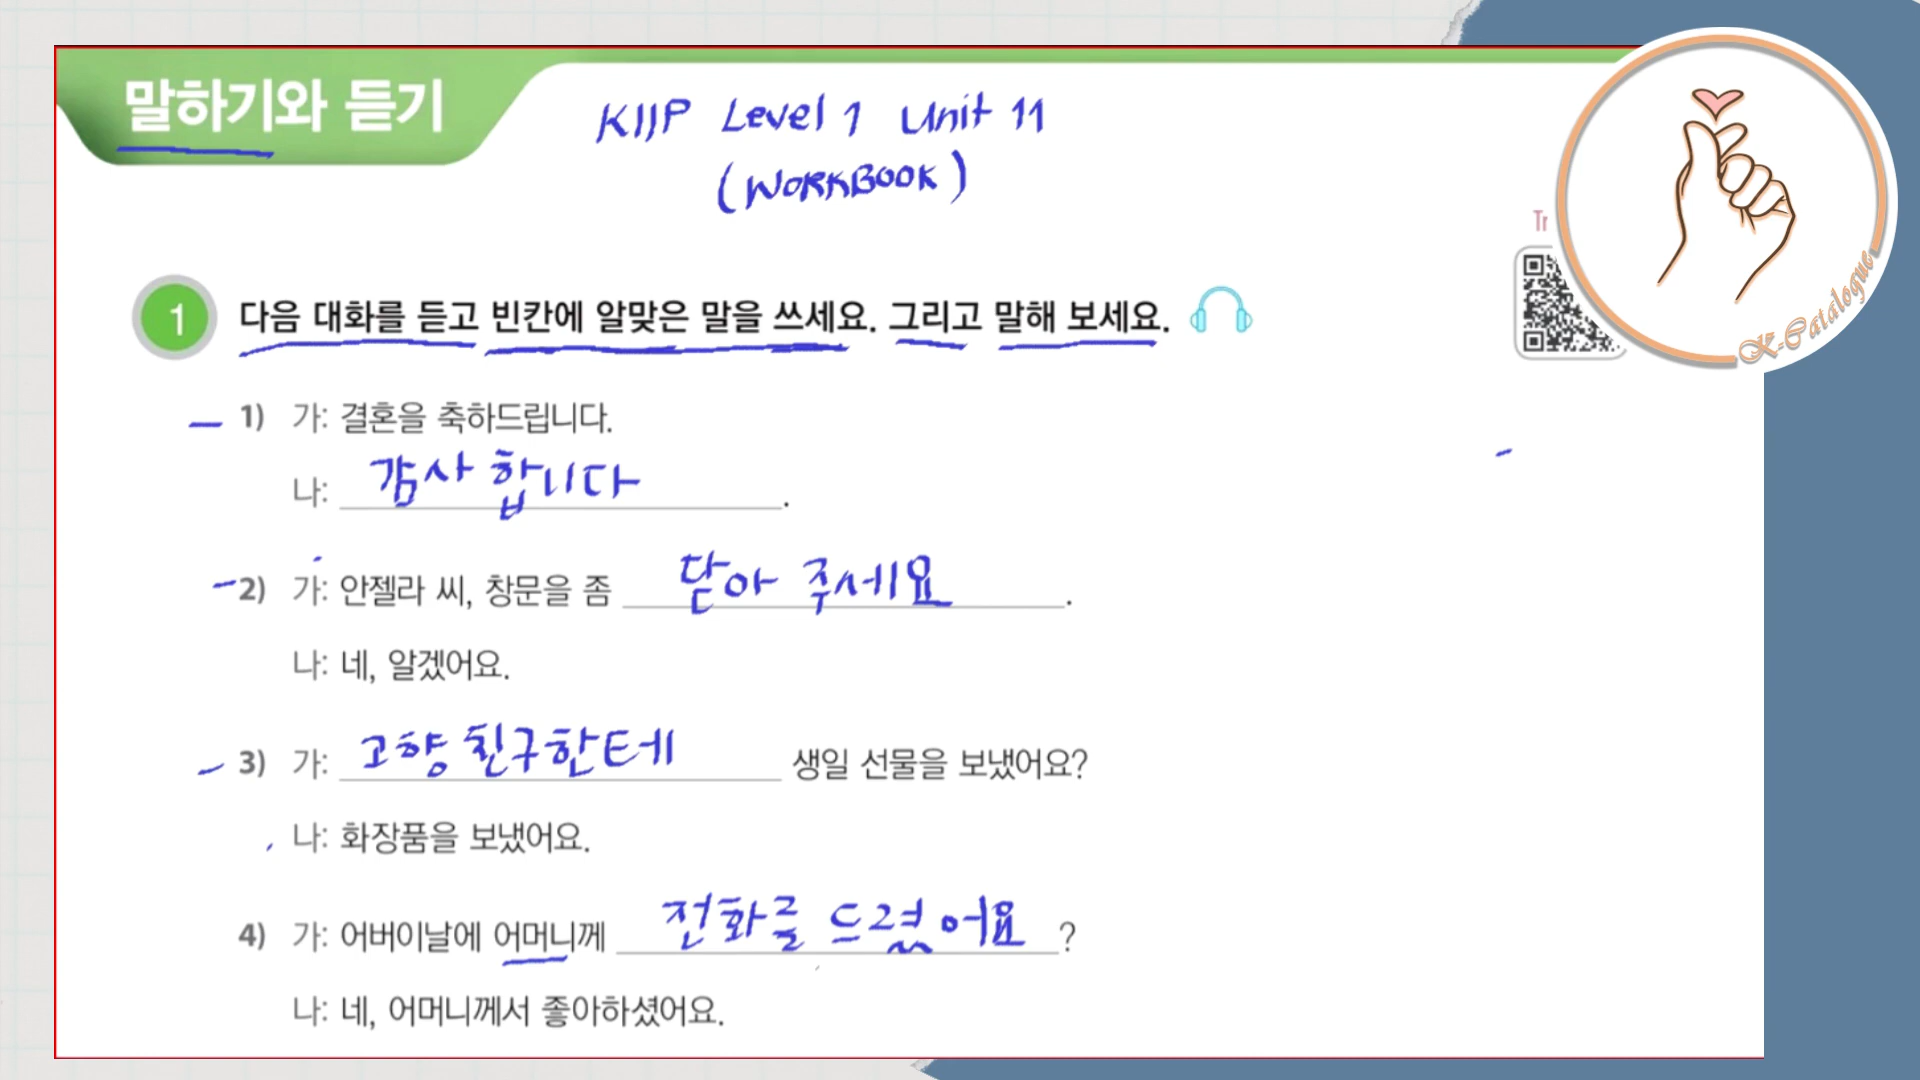 말하기와 듣기
KIIP Level 1 Unit 11
(WORKBOOK)
Tr
K-Catalogue
1 다음 대화를 듣고 빈칸에 알맞은 말을 쓰세요. 그리고 말해 보세요.
1) 가: 결혼을 축하드립니다.
나: 감사합니다.
2) 가: 안젤라 씨, 창문을 좀 닫아 주세요.
나: 네, 알겠어요.
3) 가: 고향 친구한테 생일 선물을 보냈어요?
나: 화장품을 보냈어요.
4) 가: 어버이날에 어머니께 전화를 드렸어요?
나: 네, 어머니께서 좋아하셨어요.